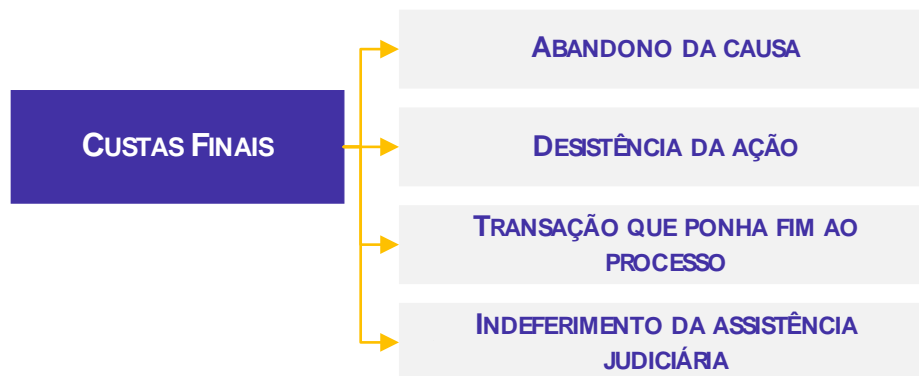 ABANDONO DA CAUSA
CUSTAS FINAIS
DESISTÊNCIA DA AÇÃO
TRANSAÇÃO QUE PONHA FIM AO
PROCESSO
INDEFERIMENTO DA ASSISTÊNCIA
JUDICIÁRIA